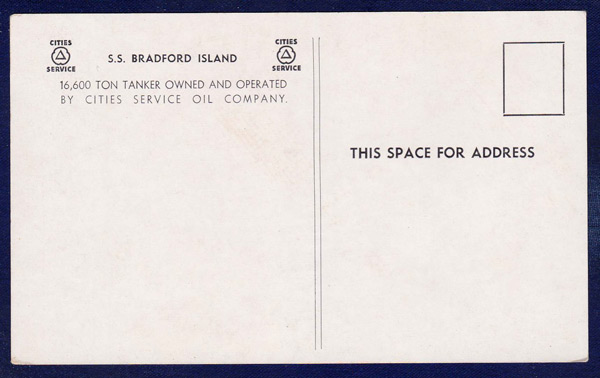 CITIES
SERVICE
S.S. BRADFORD ISLAND
CITIES
SERVICE
16,600 TON TANKER OWNED AND OPERATED
BY CITIES SERVICE OIL COMPANY.
THIS SPACE FOR ADDRESS